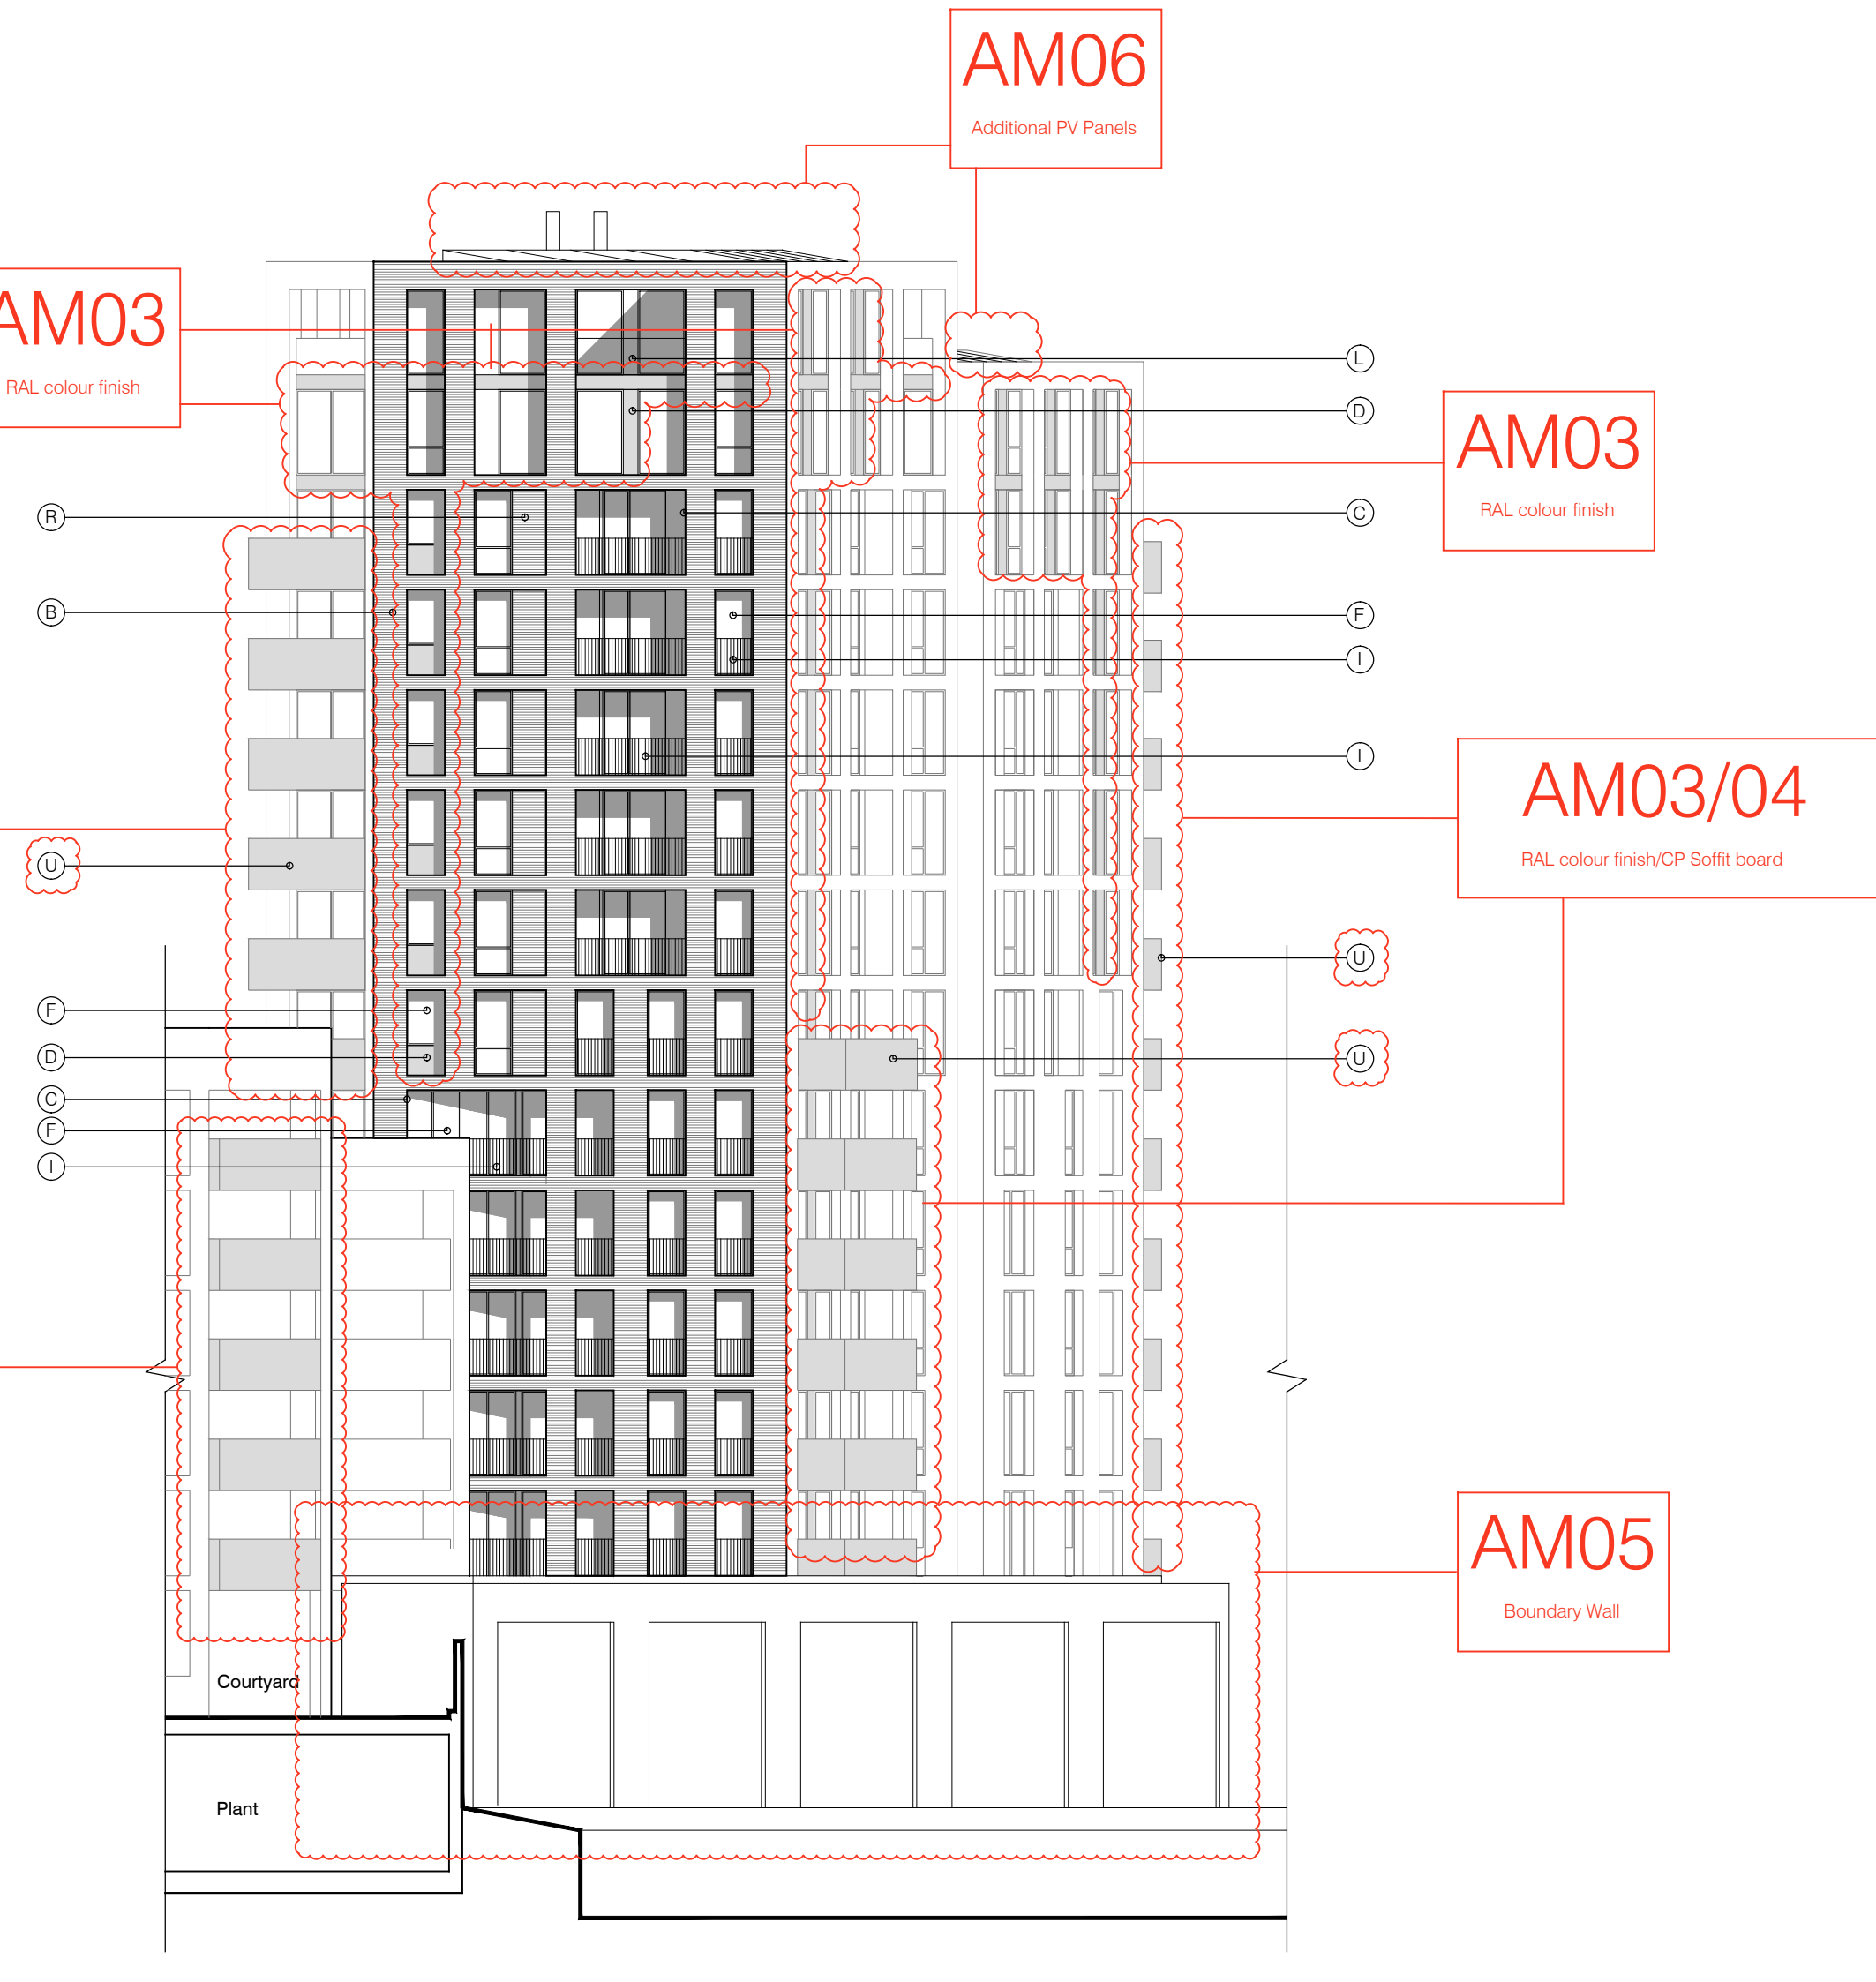 AM06
Additional PV Panels
AM03
RAL colour finish
L
D
AM03
RAL colour finish
R
C
B
F
I
I
AM03/04
RAL colour finish/CP Soffit board
U
U
F
D
U
C
F
I
AM05
Boundary Wall
Courtyard
Plant